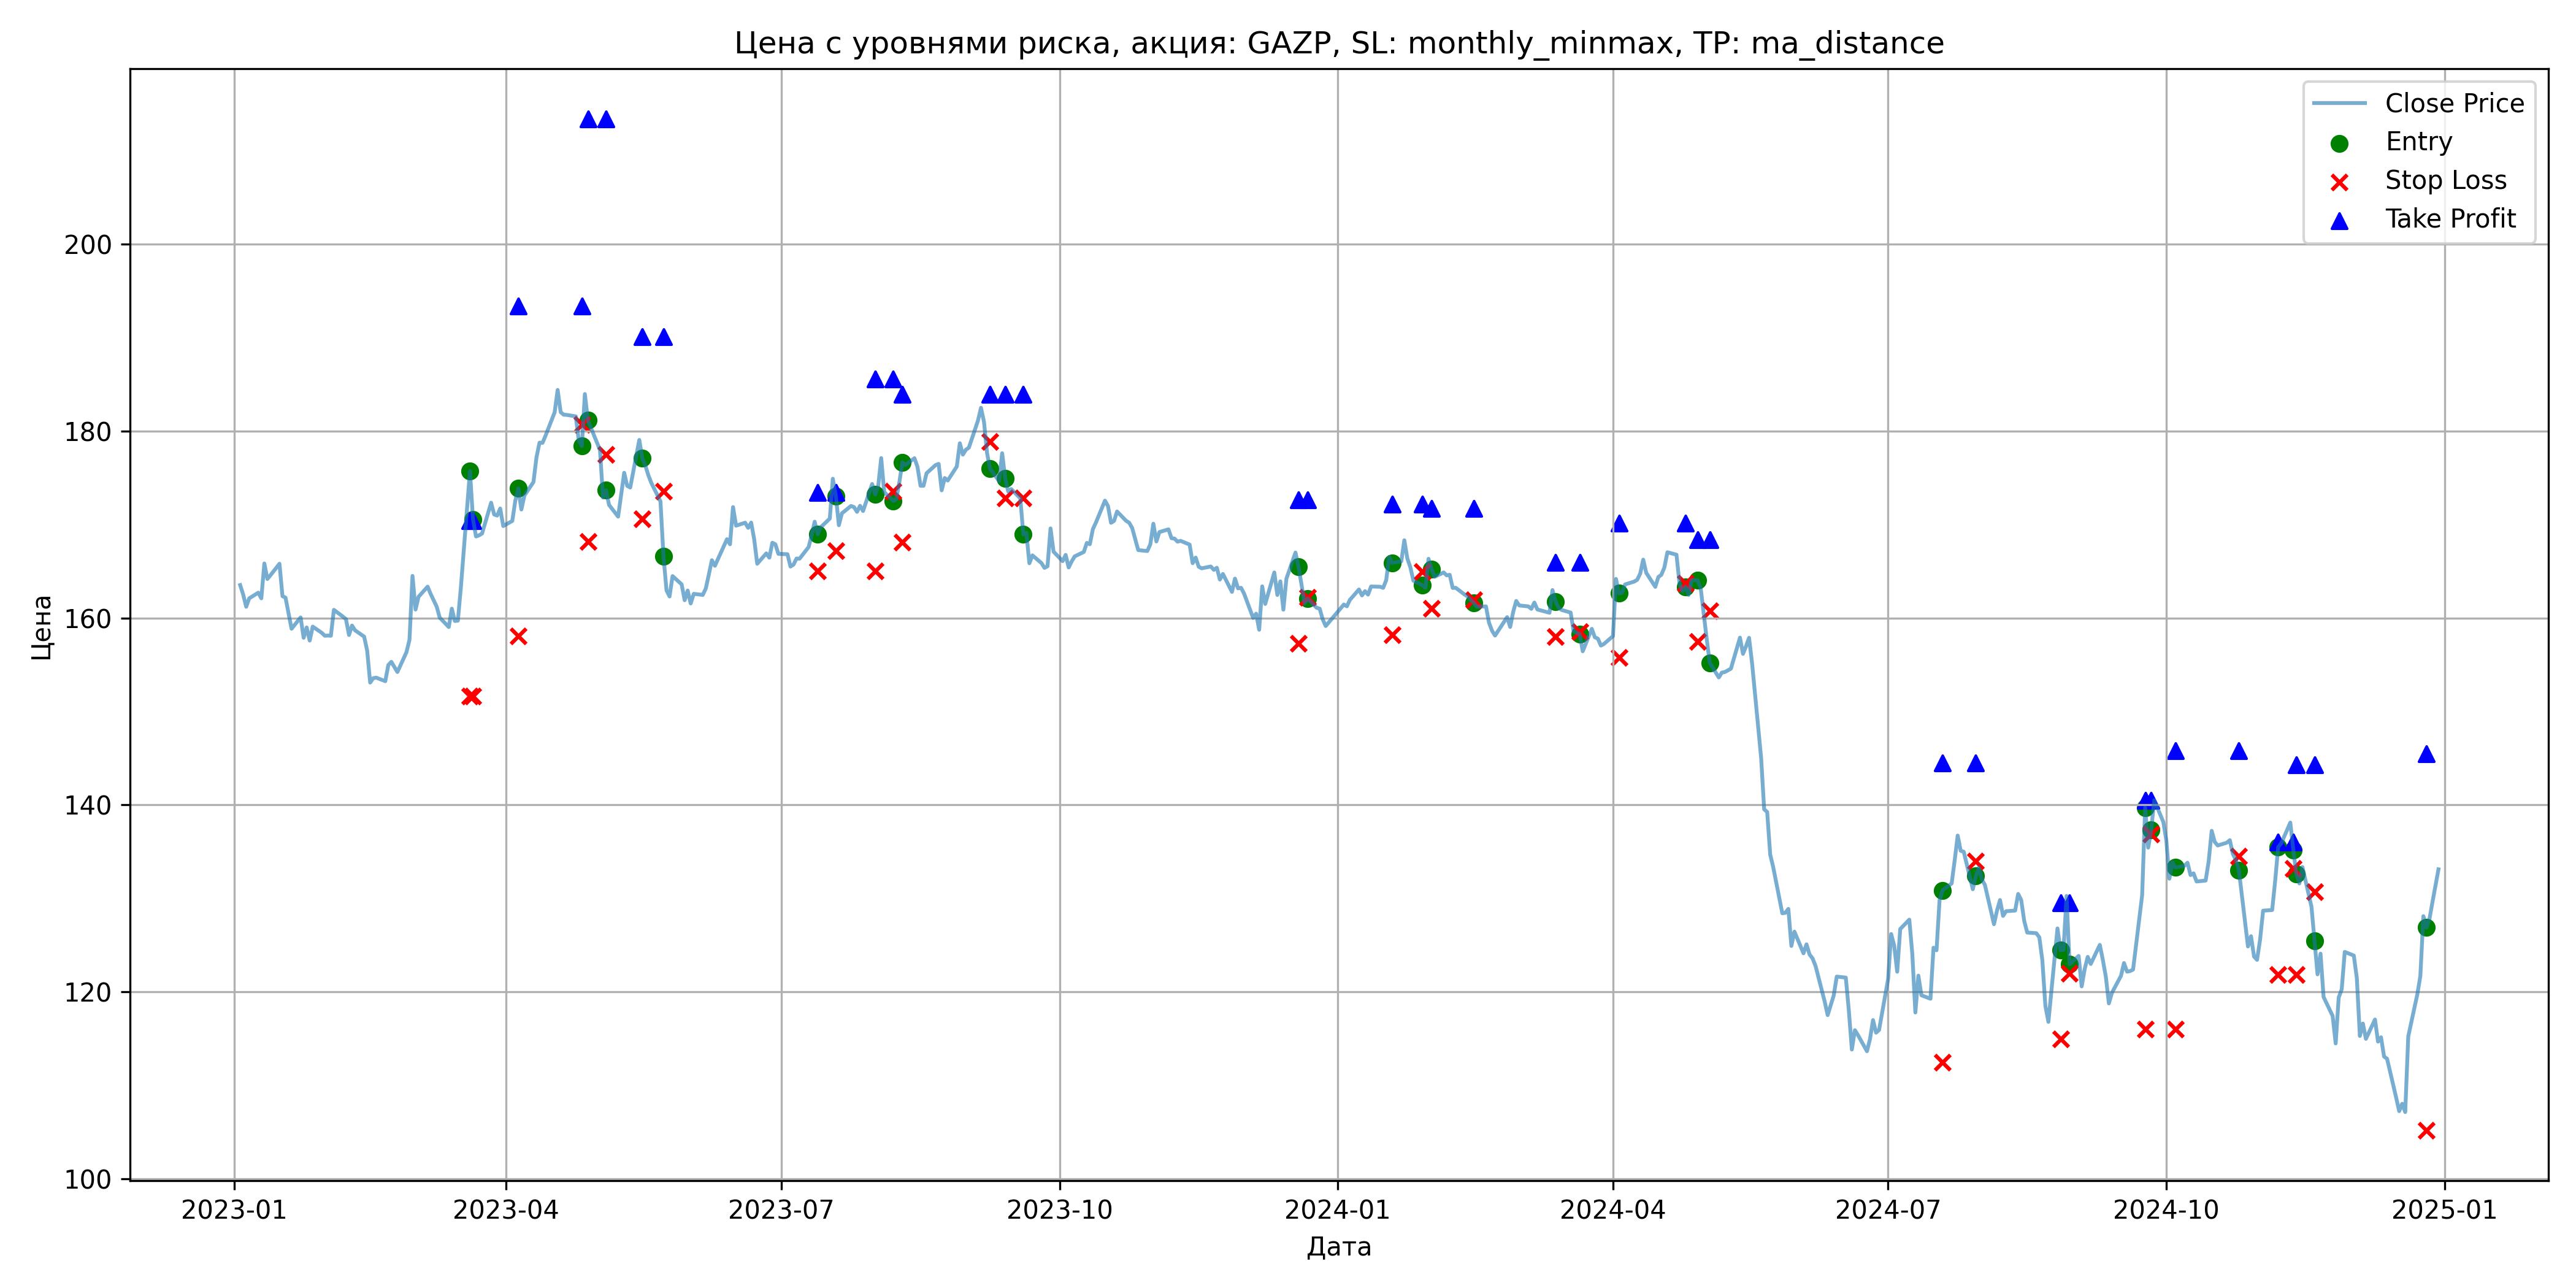 Цена с уровнями риска, акция: GAZP, SL: monthly_minmax, TP: ma_distance
Close Price
Entry
Stop Loss
Take Profit
Цена
200
180
160
140
120
100
2023-01 2023-04 2023-07 2023-10 2024-01 2024-04 2024-07 2024-10 2025-01
Дата